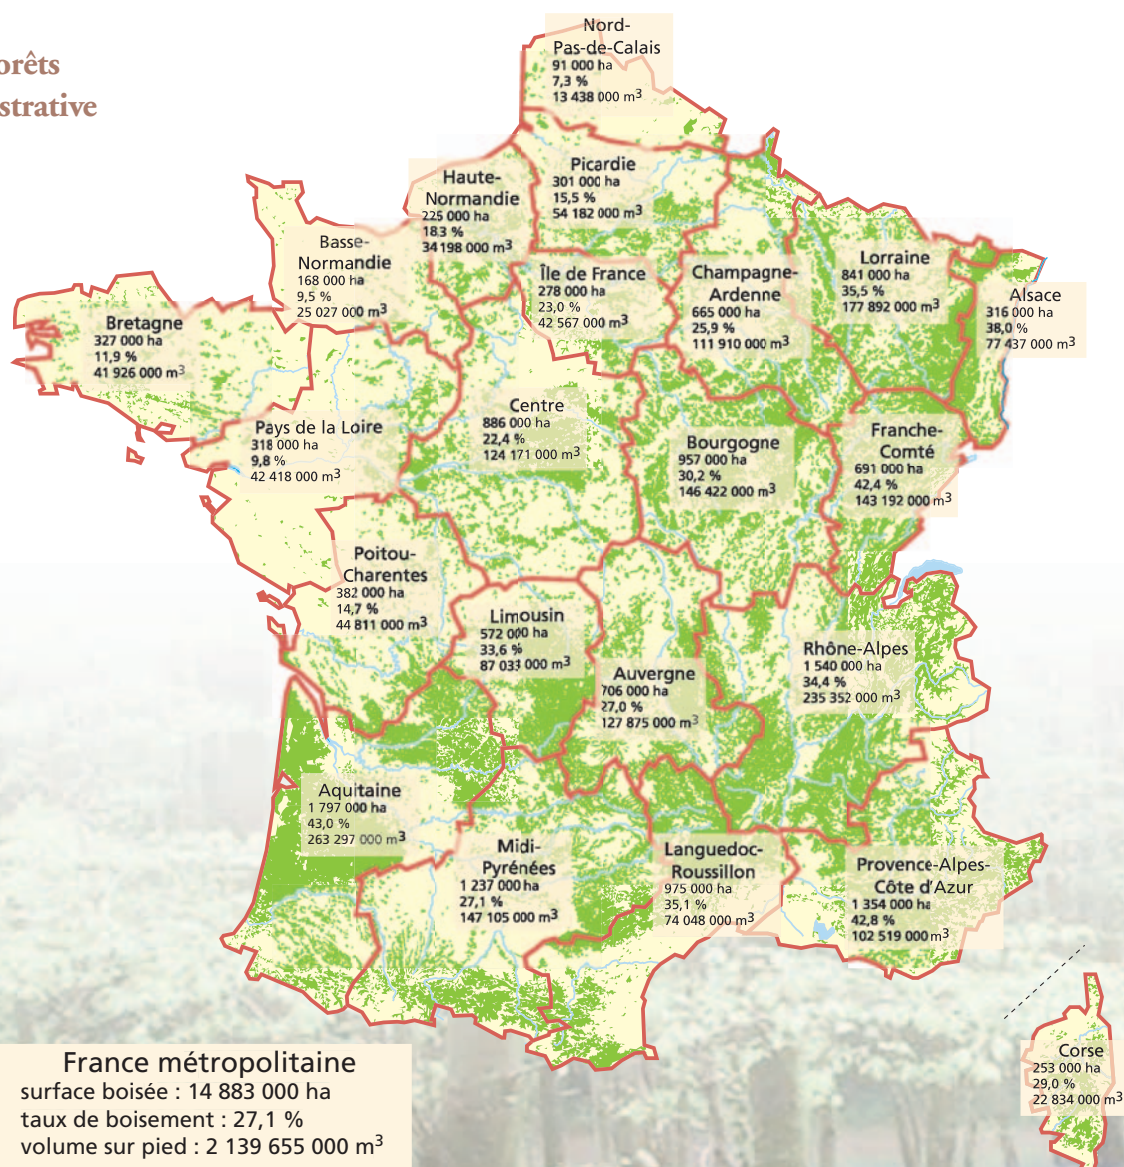 orêts
strative
Nord-
Pas-de-Calais
91 000 ha
7,3 %
13 438 000 m³
Picardie
301 000 ha
15,5 %
54 182 000 m³
Haute-
Normandie
225 000 ha
18,3 %
34 198 000 m³
Basse-
Normandie
168 000 ha
9,5 %
25 027 000 m³
Île de France
278 000 ha
23,0 %
42 567 000 m³
Champagne-
Ardenne
665 000 ha
25,9 %
111 910 000 m³
Lorraine
841 000 ha
35,5 %
177 892 000 m³
Alsace
316 000 ha
38,0 %
77 437 000 m³
Bretagne
327 000 ha
11,9 %
41 926 000 m³
Pays de la Loire
318 000 ha
9,8 %
42 418 000 m³
Centre
886 000 ha
22,4 %
124 171 000 m³
Bourgogne
957 000 ha
30,2 %
146 422 000 m³
Franche-
Comté
691 000 ha
42,4 %
143 192 000 m³
Poitou-
Charentes
382 000 ha
14,7 %
44 811 000 m³
Limousin
572 000 ha
33,6 %
87 033 000 m³
Auvergne
706 000 ha
27,0 %
127 875 000 m³
Rhône-Alpes
1 540 000 ha
34,4 %
235 352 000 m³
Aquitaine
1 797 000 ha
43,0 %
263 297 000 m³
Midi-
Pyrénées
1 237 000 ha
27,1 %
147 105 000 m³
Languedoc-
Roussillon
975 000 ha
35,1 %
74 048 000 m³
Provence-Alpes-
Côte d'Azur
1 354 000 ha
42,8 %
102 519 000 m³
Corse
253 000 ha
29,0 %
22 834 000 m³
France métropolitaine
surface boisée : 14 883 000 ha
taux de boisement : 27,1 %
volume sur pied : 2 139 655 000 m³